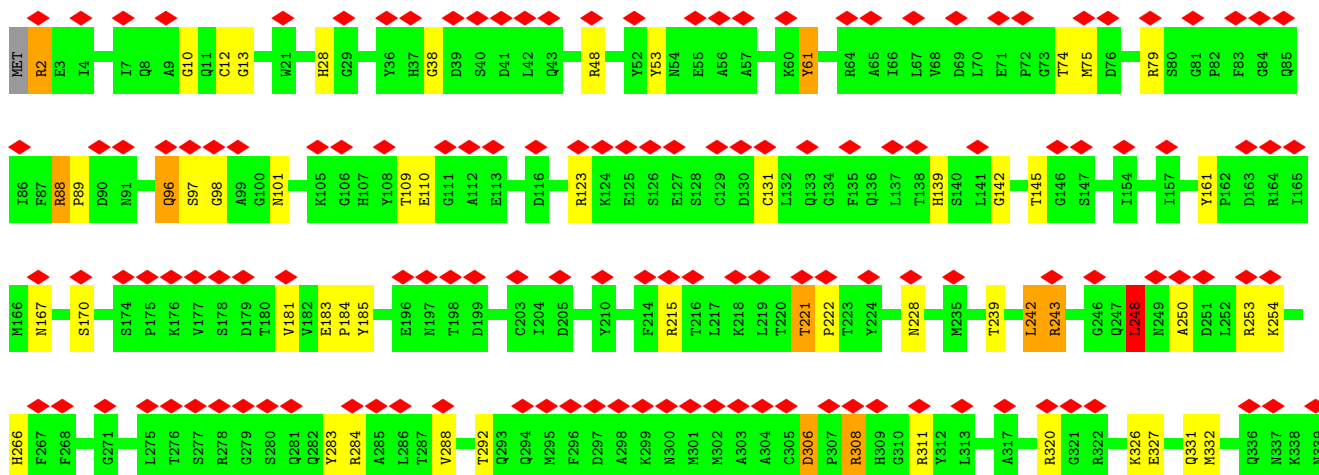 MET R2 E3 I4 I7 Q8 A9 G10 Q11 C12 G13 W21 H28 G29 Y36 H37 G38 D39 S40 D41 L42 Q43 R48 Y52 Y53 N54 E55 A56 A57 K60 Y61 R64 A65 I66 L67 V68 D69 L70 E71 P72 G73 T74 M75 D76 R79 S80 G81 P82 F83 G84 Q85
I86 F87 R88 P89 D90 N91 Q96 S97 G98 A99 G100 N101 K105 G106 H107 Y108 T109 E110 G111 A112 E113 D116 R123 K124 E125 S126 E127 S128 C129 D130 C131 L132 Q133 G134 F135 Q136 L137 T138 H139 S140 L141 G142 T145 G146 S147 I154 I157 Y161 P162 D163 R164 I165
M166 N167 S170 S174 P175 K176 V177 S178 D179 T180 V181 V182 E183 P184 Y185 E196 N197 T198 D199 C203 I204 D205 Y210 F214 R215 T216 L217 K218 L219 T220 T221 P222 T223 Y224 N228 M235 T239 L242 R243 G246 Q247 L248 N249 A250 D251 L252 R253 K254
H266 F267 F268 G271 L275 T276 S277 R278 G279 S280 Q281 Q282 Y283 R284 A285 L286 T287 V288 T292 Q293 Q294 M295 F296 D297 A298 K299 N300 M301 M302 A303 A304 C305 D306 P307 R308 H309 G310 R311 Y312 L313 A317 R320 G321 R322 K326 E327 Q331 M332 Q336 N337 K338